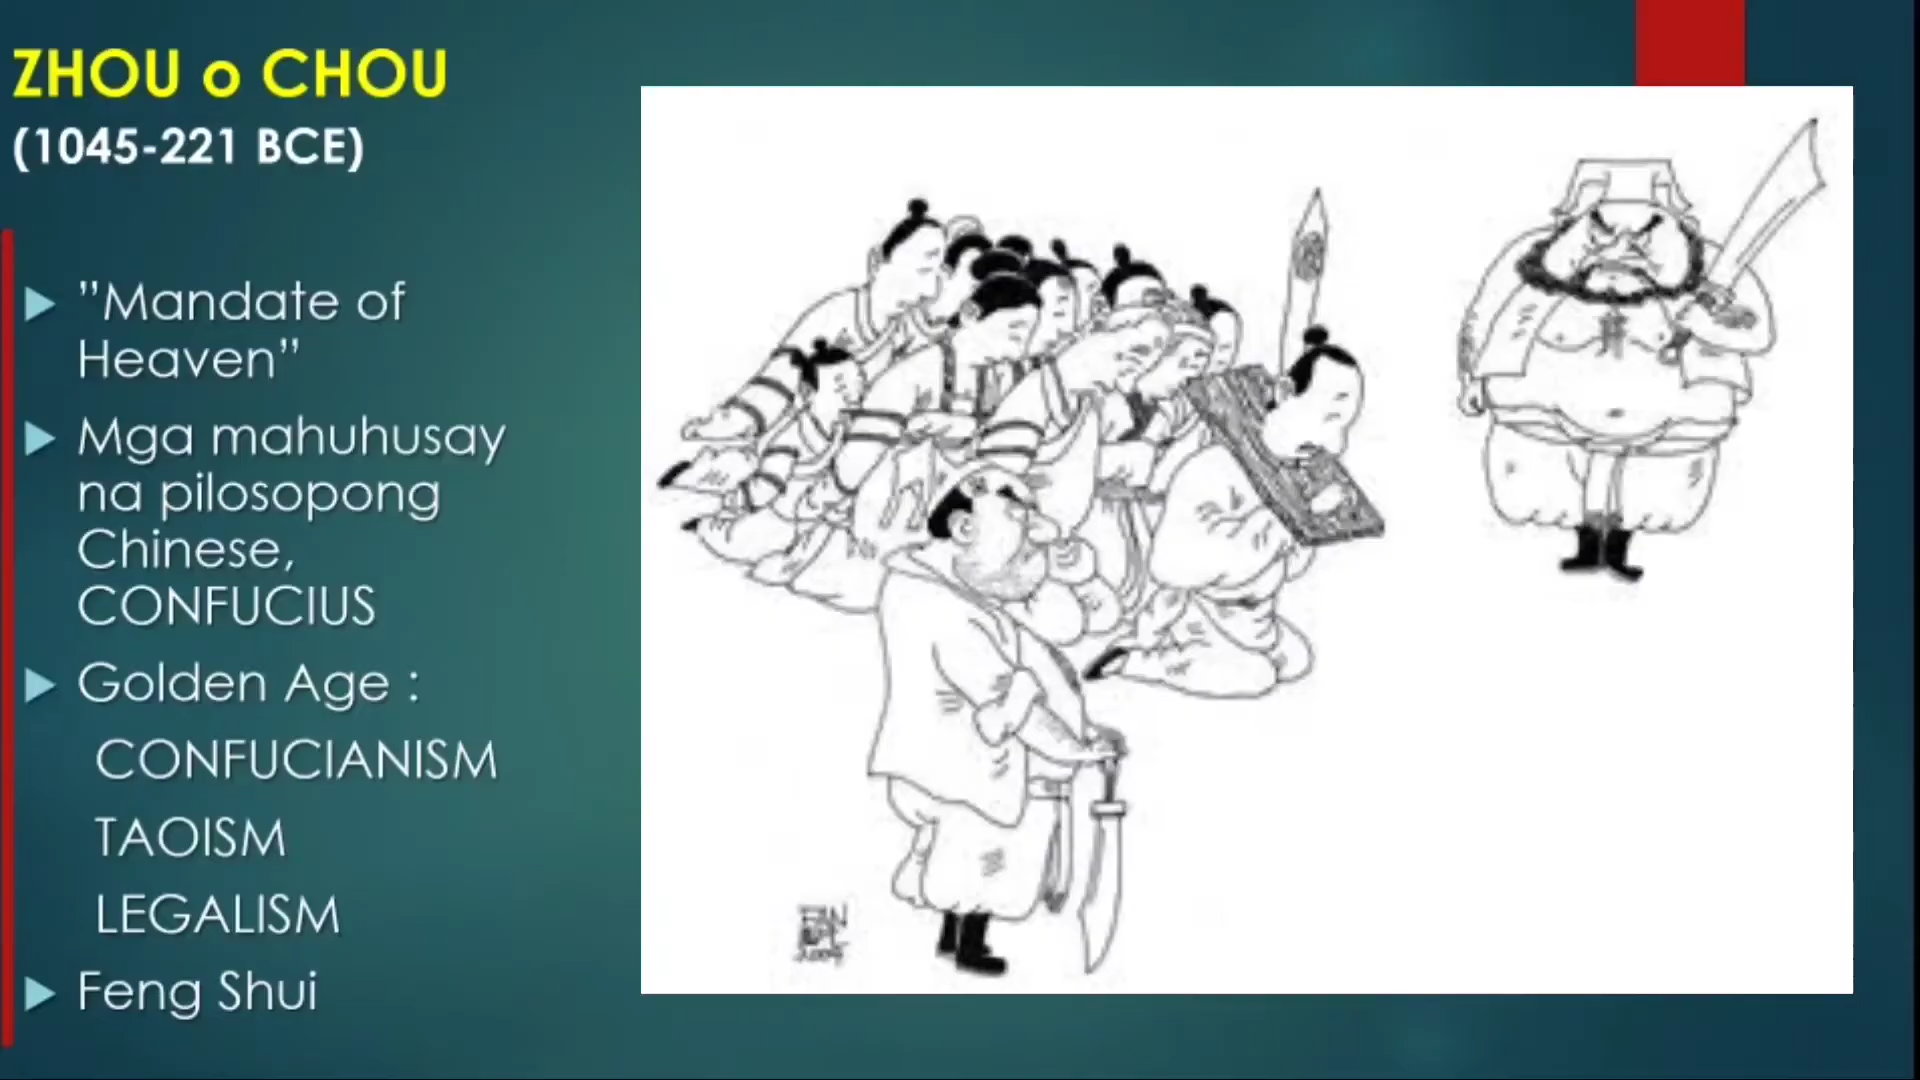 ZHOU o CHOU
(1045-221 BCE)
”Mandate of
Heaven”
Mga mahuhusay
na pilosopong
Chinese,
CONFUCIUS
Golden Age :
CONFUCIANISM
TAOISM
LEGALISM
Feng Shui